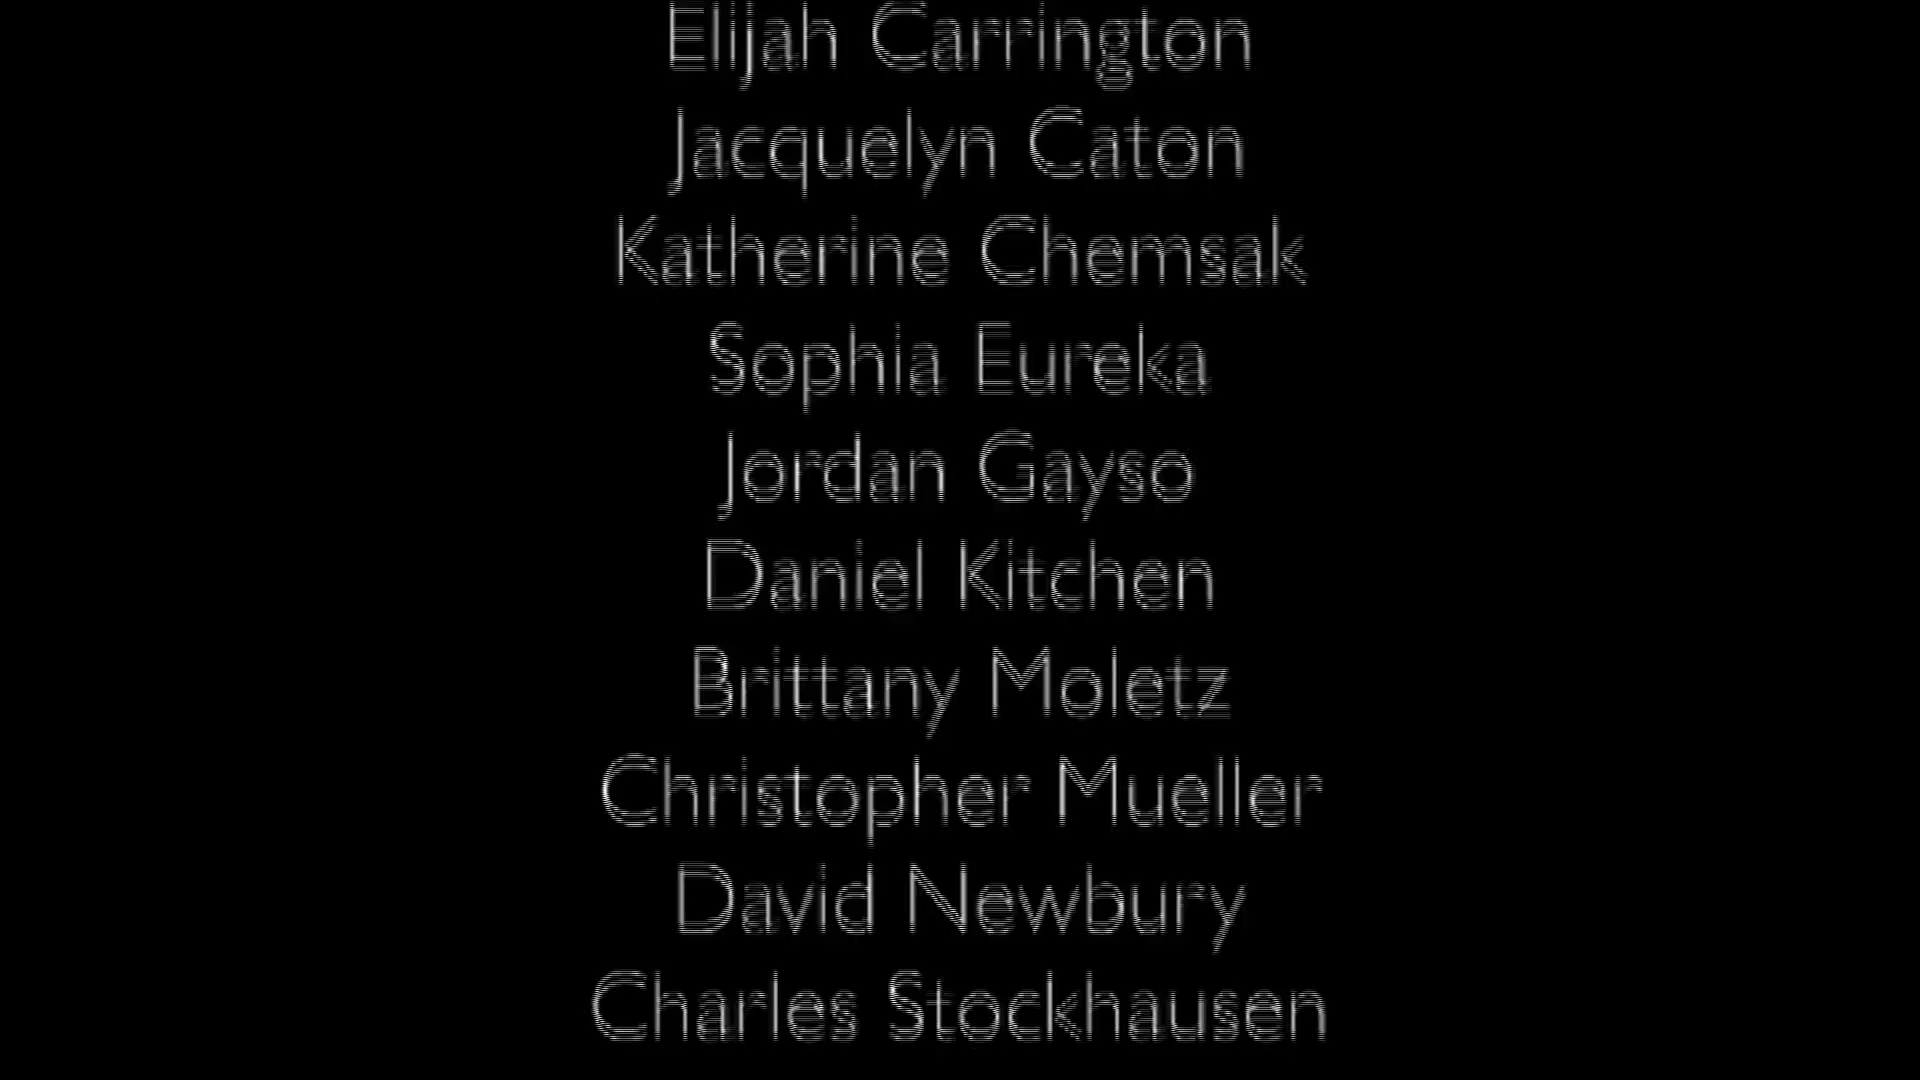 Elijah Carrington
Jacquelyn Caton
Katherine Chemsak
Sophia Eureka
Jordan Gayso
Daniel Kitchen
Brittany Moletz
Christopher Mueller
David Newbury
Charles Stockhausen